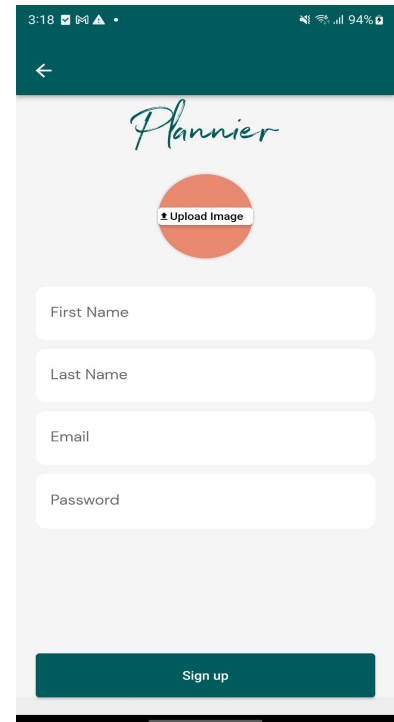 3:18
94%
Plannier
Upload Image
First Name
Last Name
Email
Password
Sign up